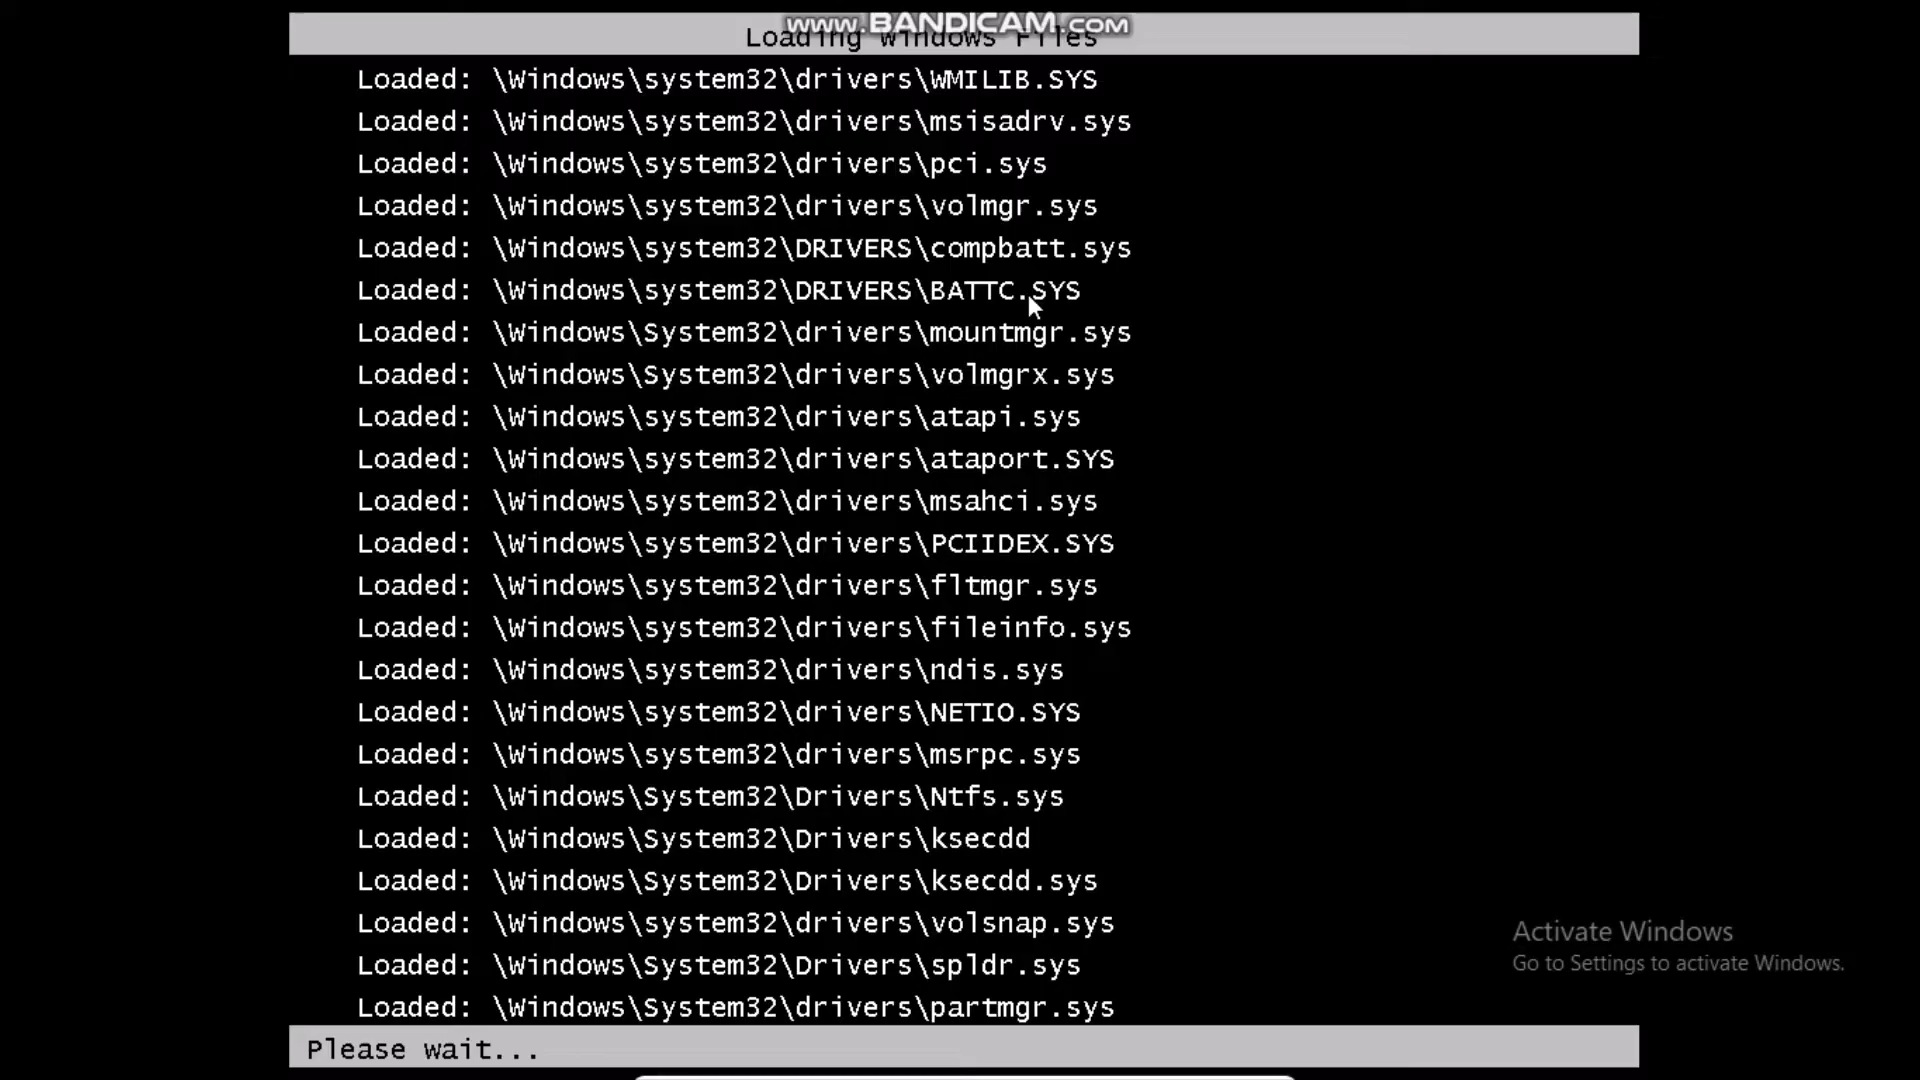 www.BANDICAM.com
Loading Windows Files
Loaded: \Windows\system32\drivers\WMILIB.SYS
Loaded: \Windows\system32\drivers\msisadrv.sys
Loaded: \Windows\system32\drivers\pci.sys
Loaded: \Windows\system32\drivers\volmgr.sys
Loaded: \Windows\system32\DRIVERS\compbatt.sys
Loaded: \Windows\system32\DRIVERS\BATTC.SYS
Loaded: \Windows\System32\drivers\mountmgr.sys
Loaded: \Windows\System32\drivers\volmgrx.sys
Loaded: \Windows\system32\drivers\atapi.sys
Loaded: \Windows\system32\drivers\ataport.SYS
Loaded: \Windows\system32\drivers\msahci.sys
Loaded: \Windows\system32\drivers\PCIIDEX.SYS
Loaded: \Windows\system32\drivers\fltmgr.sys
Loaded: \Windows\system32\drivers\fileinfo.sys
Loaded: \Windows\system32\drivers\ndis.sys
Loaded: \Windows\system32\drivers\NETIO.SYS
Loaded: \Windows\system32\drivers\msrpc.sys
Loaded: \Windows\System32\Drivers\Ntfs.sys
Loaded: \Windows\System32\Drivers\ksecdd
Loaded: \Windows\System32\Drivers\ksecdd.sys
Loaded: \Windows\system32\drivers\volsnap.sys
Loaded: \Windows\System32\Drivers\spldr.sys
Loaded: \Windows\System32\drivers\partmgr.sys
Activate Windows
Go to Settings to activate Windows.
Please wait...